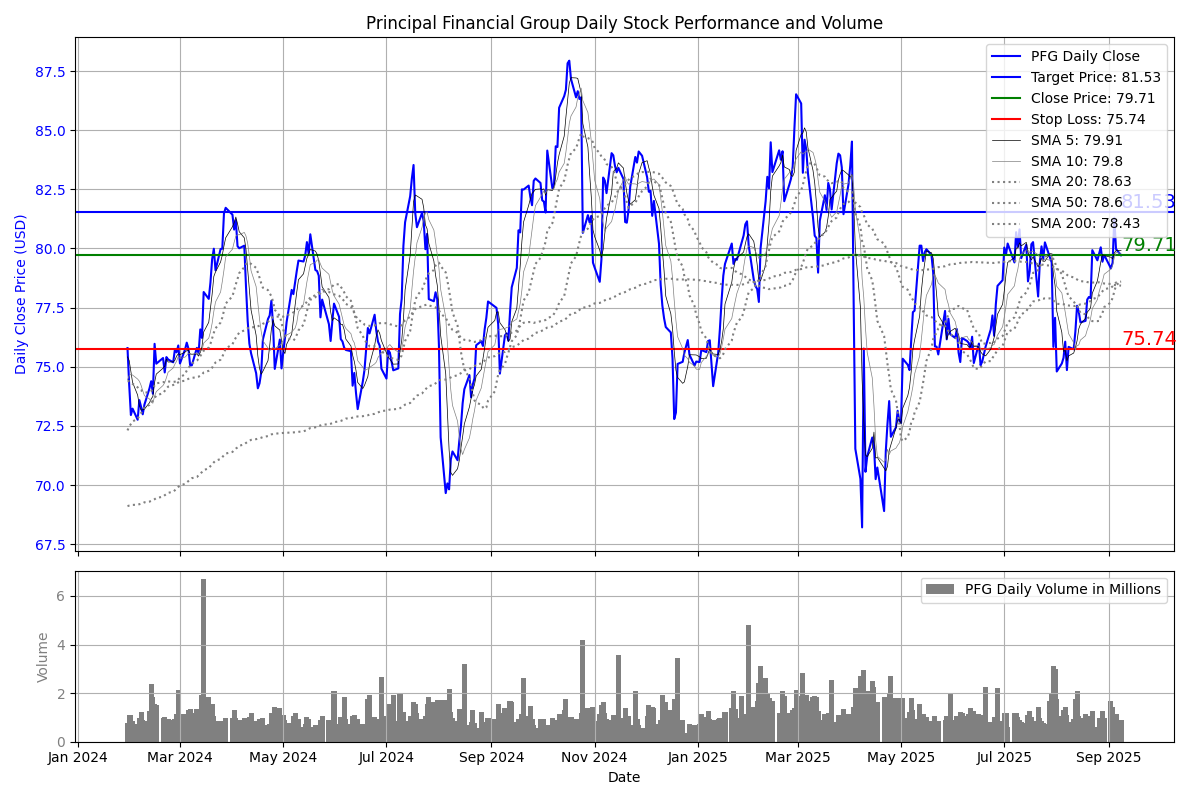 Principal Financial Group Daily Stock Performance and Volume
Daily Close Price (USD)
87.5
85.0
82.5
80.0
77.5
75.0
72.5
70.0
67.5
PFG Daily Close
Target Price: 81.53
Close Price: 79.71
Stop Loss: 75.74
SMA 5: 79.91
SMA 10: 79.8
SMA 20: 78.63
SMA 50: 78.6
SMA 200: 78.43
81.53
79.71
75.74
Volume
6
4
2
0
PFG Daily Volume in Millions
Jan 2024 Mar 2024 May 2024 Jul 2024 Sep 2024 Nov 2024 Jan 2025 Mar 2025 May 2025 Jul 2025 Sep 2025
Date